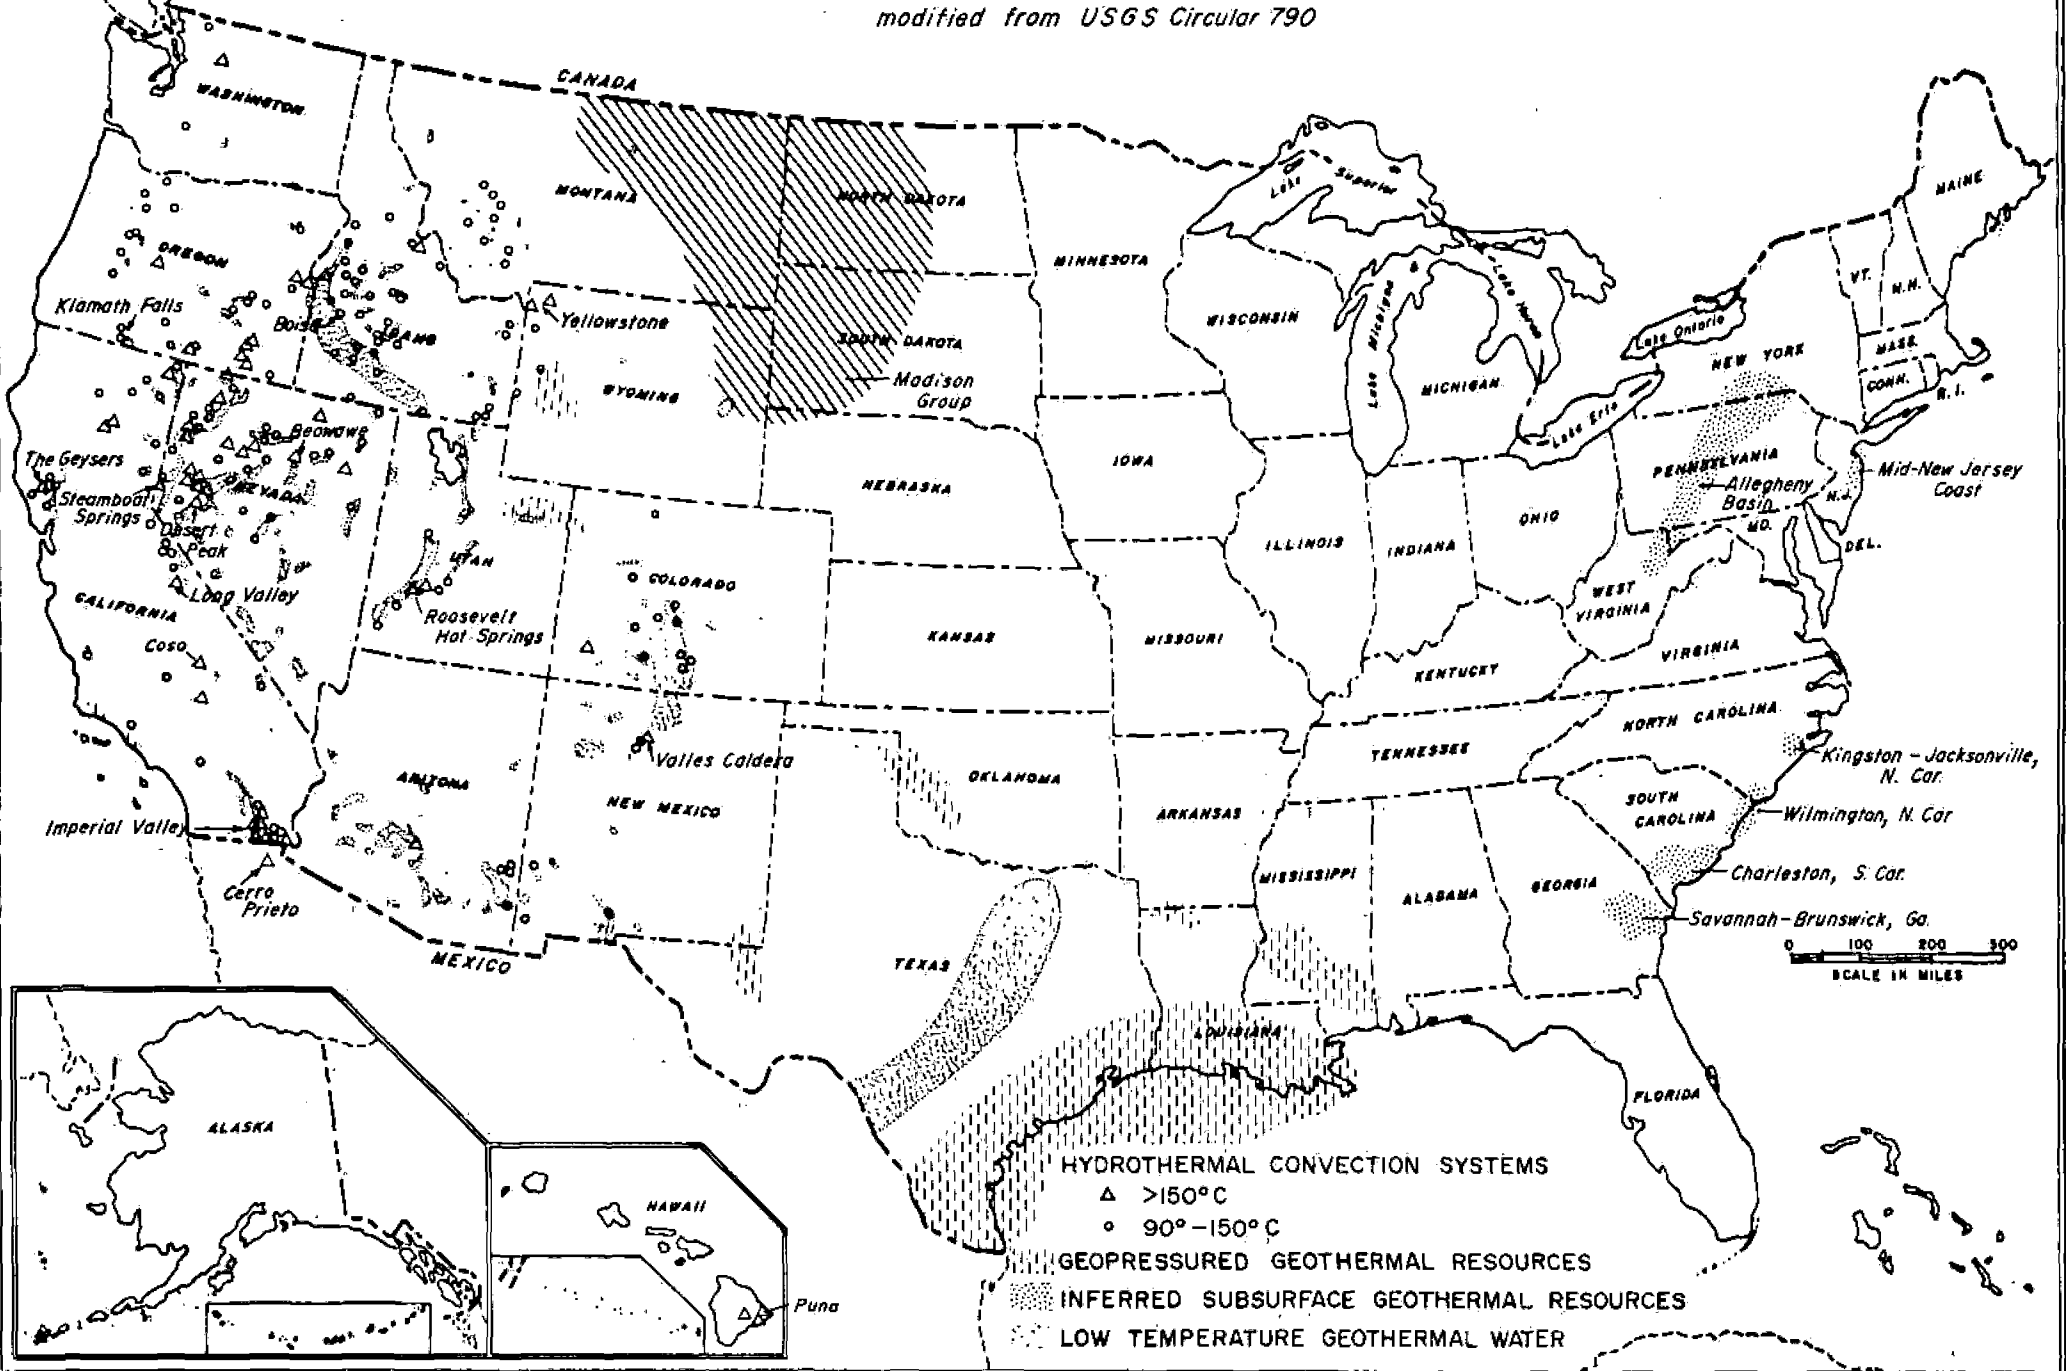 modified from USGS Circular 790
CANADA
WASHINGTON
MONTANA
NORTH DAKOTA
MINNESOTA
Lake Superior
MAINE
OREGON
VT.
N.H.
Klamath Falls
Boise
IDAHO
Yellowstone
SOUTH DAKOTA
WISCONSIN
Lake Michigan
Lake Huron
Lake Ontario
NEW YORK
MASS.
CONN.
R. I.
WYOMING
Madison
Group
MICHIGAN
Lake Erie
Beowawe
The Geysers
Steamboat
Springs
NEVADA
Desert
Peak
IOWA
NEBRASKA
PENNSYLVANIA
Allegheny
Basin
N.J.
Mid-New Jersey
Coast
OHIO
MD.
DEL.
ILLINOIS
INDIANA
UTAH
COLORADO
CALIFORNIA
Long Valley
Roosevelt
Hot Springs
WEST
VIRGINIA
Coso
KANSAS
MISSOURI
KENTUCKY
VIRGINIA
NORTH CAROLINA
TENNESSEE
Kingston - Jacksonville,
N. Car.
Valles Caldera
ARIZONA
OKLAHOMA
NEW MEXICO
ARKANSAS
SOUTH
CAROLINA
Wilmington, N. Car
Imperial Valley
Cerro
Prieto
MISSISSIPPI
ALABAMA
GEORGIA
Charleston, S. Car.
Savannah-Brunswick, Ga.
0 100 200 300
SCALE IN MILES
MEXICO
TEXAS
LOUISIANA
FLORIDA
ALASKA
HAWAII
Puna
HYDROTHERMAL CONVECTION SYSTEMS
>150°C
90°-150°C
GEOPRESSURED GEOTHERMAL RESOURCES
INFERRED SUBSURFACE GEOTHERMAL RESOURCES
LOW TEMPERATURE GEOTHERMAL WATER